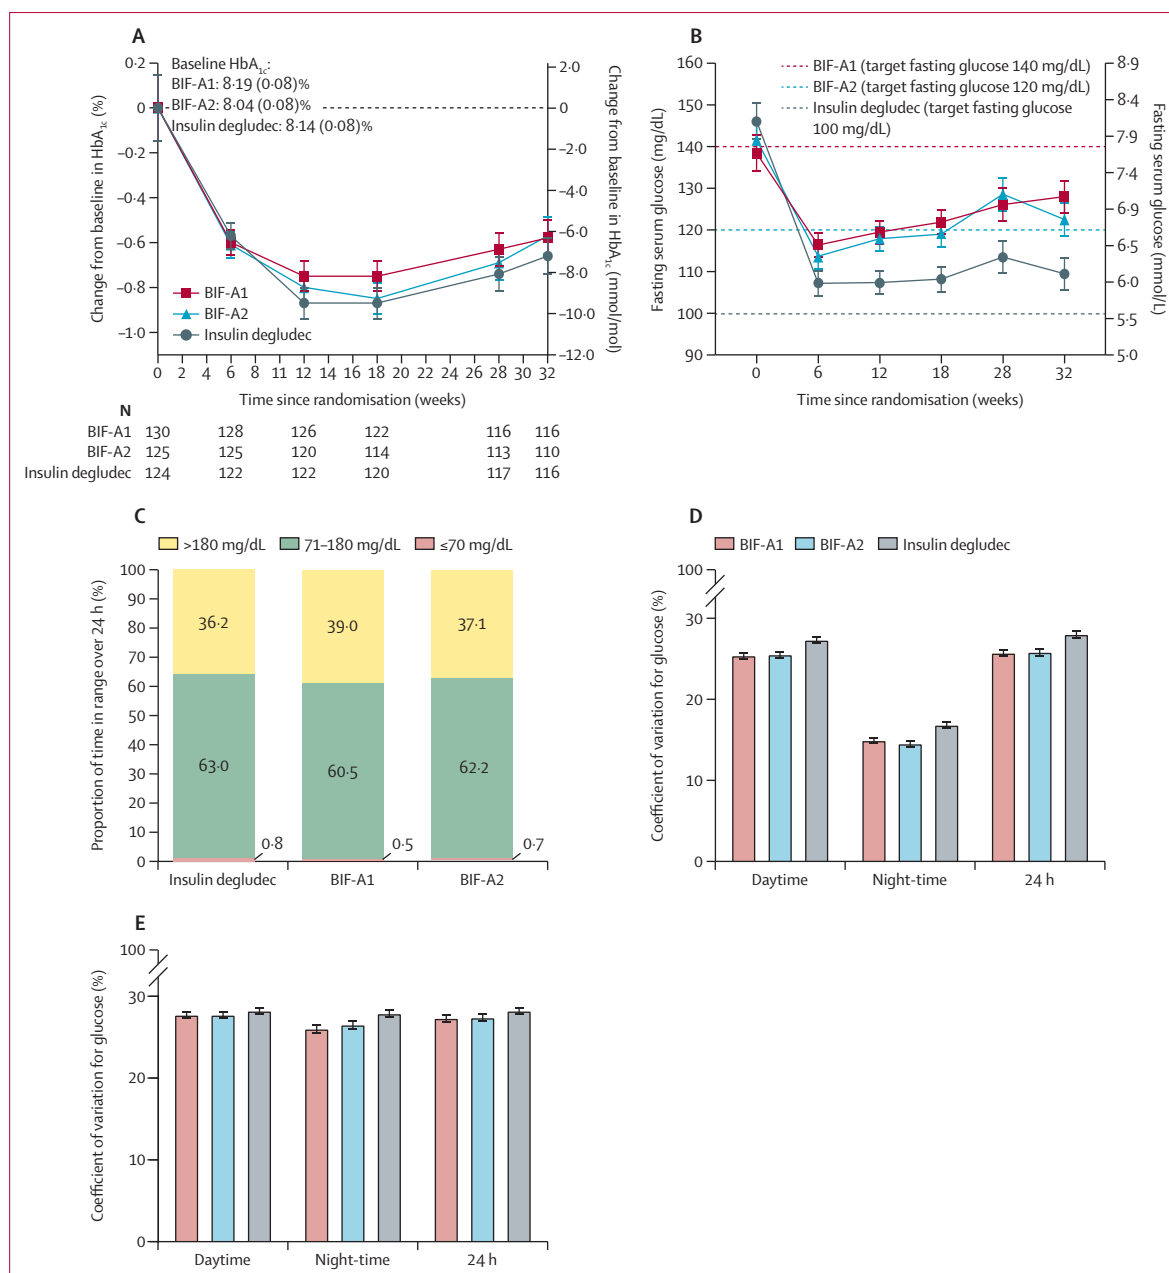 A
Baseline HbA1c:
BIF-A1: 8·19 (0·08)%
BIF-A2: 8·04 (0·08)%
Insulin degludec: 8·14 (0·08)%
Change from baseline in HbA1c (%)
0·2
0
–0·2
–0·4
–0·6
–0·8
–1·0
2·0
0
–2·0
–4·0
–6·0
–8·0
–10·0
–12·0
Change from baseline in HbA1c (mmol/mol)
BIF-A1
BIF-A2
Insulin degludec
0 2 4 6 8 10 12 14 16 18 20 22 24 26 28 30 32
Time since randomisation (weeks)
N
BIF-A1 130 128 126 122 116 116
BIF-A2 125 125 120 114 113 110
Insulin degludec 124 122 122 120 117 116
B
BIF-A1 (target fasting glucose 140 mg/dL)
BIF-A2 (target fasting glucose 120 mg/dL)
Insulin degludec (target fasting glucose
100 mg/dL)
Fasting serum glucose (mg/dL)
160
150
140
130
120
110
100
90
8·9
8·4
7·9
7·4
6·9
6·5
6·0
5·5
5·0
Fasting serum glucose (mmol/L)
0 6 12 18 28 32
Time since randomisation (weeks)
C
>180 mg/dL 71–180 mg/dL ≤70 mg/dL
Proportion of time in range over 24 h (%)
100
90
80
70
60
50
40
30
20
10
0
36·2 39·0 37·1
63·0 60·5 62·2
0·8 0·5 0·7
Insulin degludec BIF-A1 BIF-A2
D
BIF-A1 BIF-A2 Insulin degludec
Coefficient of variation for glucose (%)
100
30
20
10
0
Daytime Night-time 24 h
E
Coefficient of variation for glucose (%)
100
30
20
10
0
Daytime Night-time 24 h